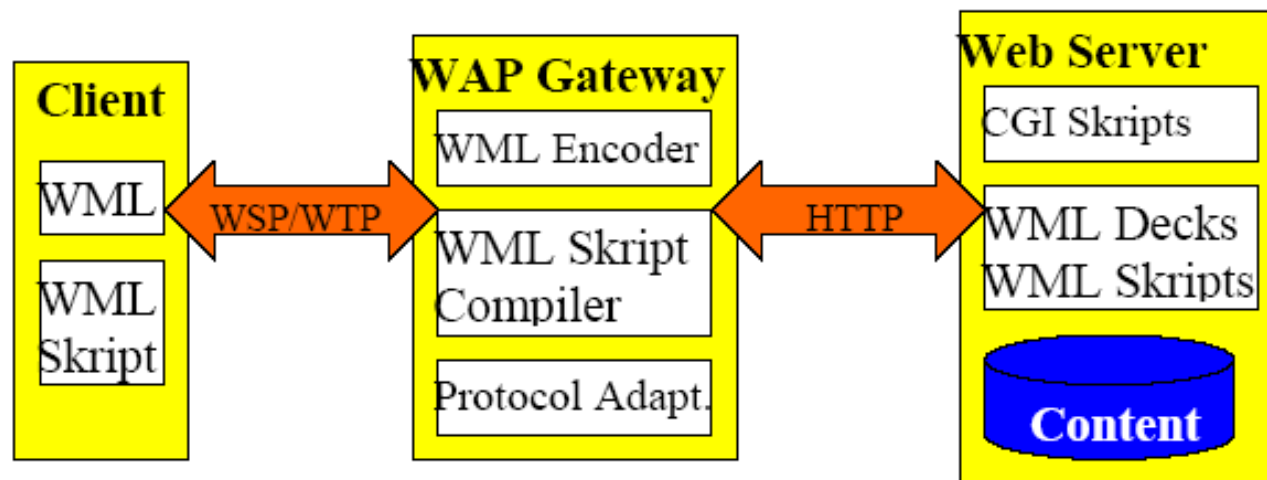 Client
WML
WML
Skript
WSP/WTP
WAP Gateway
WML Encoder
WML Skript
Compiler
Protocol Adapt.
HTTP
Web Server
CGI Skripts
WML Decks
WML Skripts
Content